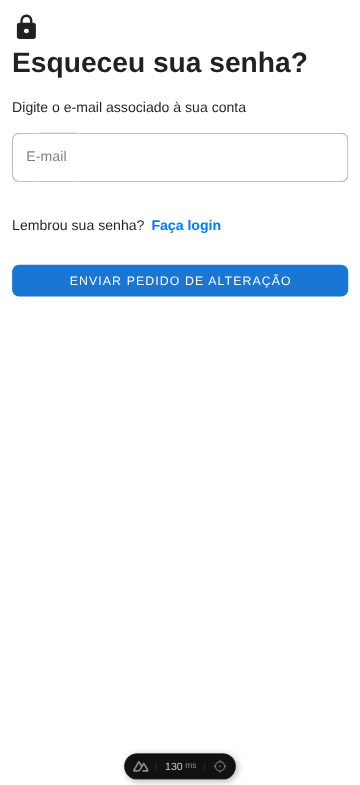 Esqueceu sua senha?
Digite o e-mail associado à sua conta
E-mail
Lembrou sua senha? Faça login
ENVIAR PEDIDO DE ALTERAÇÃO
130 ms